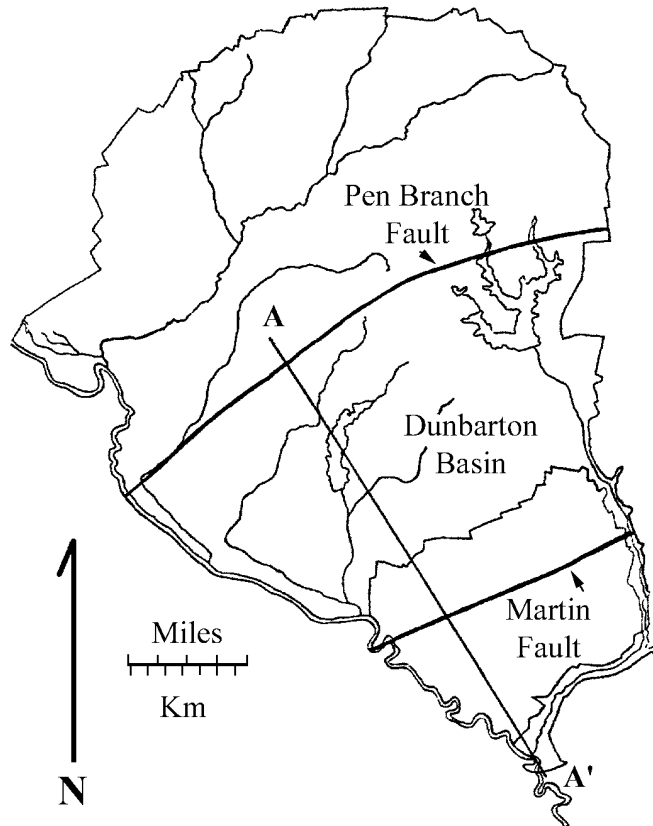 Pen Branch
Fault
A
Dunbarton
Basin
Martin
Fault
Miles
Km
N
A'